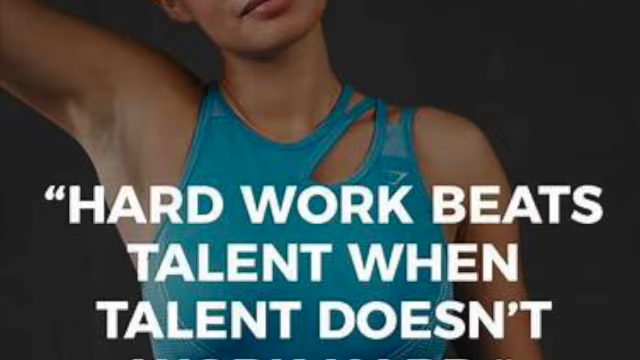 “HARD WORK BEATS
TALENT WHEN
TALENT DOESN’T